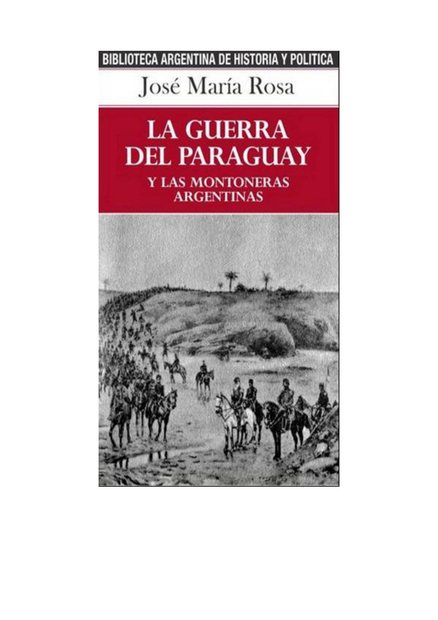 BIBLIOTECA ARGENTINA DE HISTORIA Y POLITICA
José María Rosa
LA GUERRA
DEL PARAGUAY
Y LAS MONTONERAS
ARGENTINAS